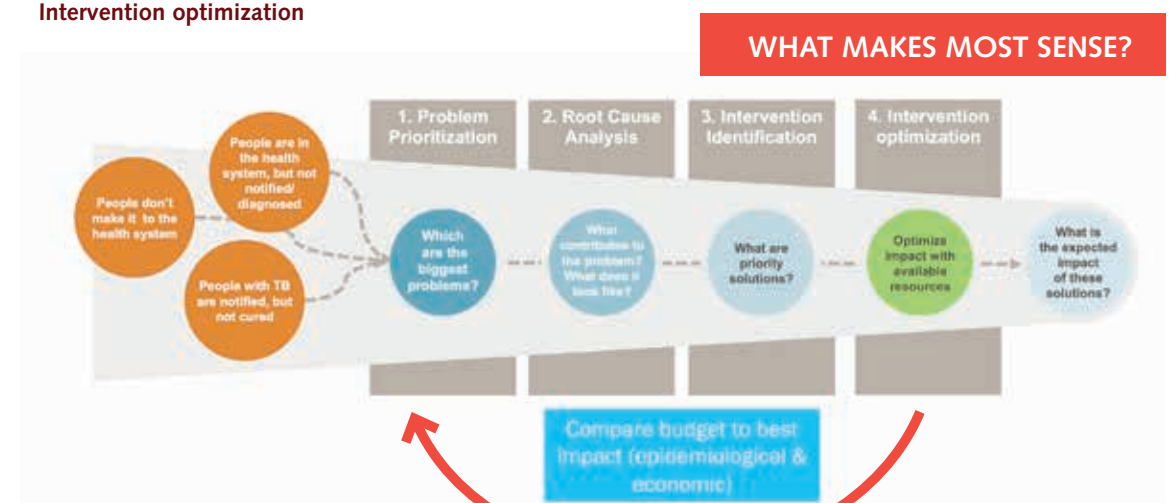 Intervention optimization
WHAT MAKES MOST SENSE?
1. Problem
Prioritization
2. Root Cause
Analysis
3. Intervention
Identification
4. Intervention
optimization
People don't
make it to the
health system
People are in
the health
system, but not
notified/
diagnosed
People with TB
are notified, but
not cured
Which
are the
biggest
problems?
What
contributes to
the problem?
What does it
look like?
What are
priority
solutions?
Optimize
impact with
available
resources
What is
the expected
impact
of these
solutions?
Compare budget to best
impact (epidemiological &
economic)